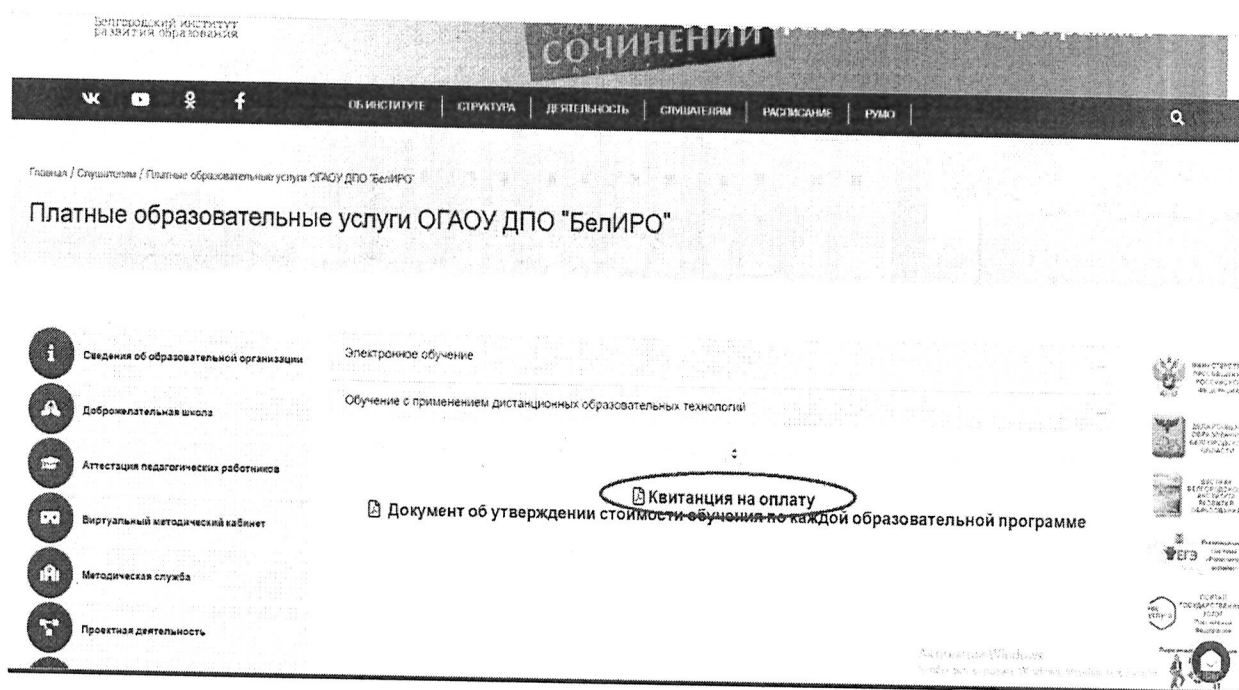 Белгородский институт
развития образования
СОЧИНЕНИЙ
ОБ ИНСТИТУТЕ
СТРУКТУРА
ДЕЯТЕЛЬНОСТЬ
СЛУШАТЕЛЯМ
РАСПИСАНИЕ
РУМО
Главная / Слушателям / Платные образовательные услуги ОГАОУ ДПО "БелИРО"
Платные образовательные услуги ОГАОУ ДПО "БелИРО"
Сведения об образовательной организации
Доброжелательная школа
Аттестация педагогических работников
Виртуальный методический кабинет
Методическая служба
Проектная деятельность
Электронное обучение
Обучение с применением дистанционных образовательных технологий
Квитанция на оплату
Документ об утверждении стоимости обучения по каждой образовательной программе
ЕГЭ
Активация Windows